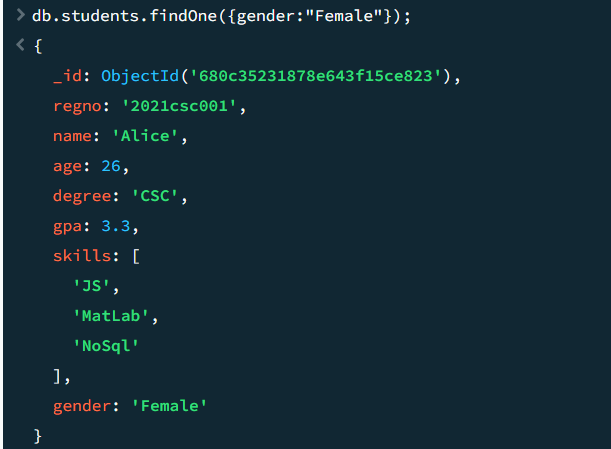 > db.students.findOne({gender:"Female"});
< {
_id: ObjectId('680c35231878e643f15ce823'),
regno: '2021csc001',
name: 'Alice',
age: 26,
degree: 'CSC',
gpa: 3.3,
skills: [
'JS',
'MatLab',
'NoSql'
],
gender: 'Female'
}